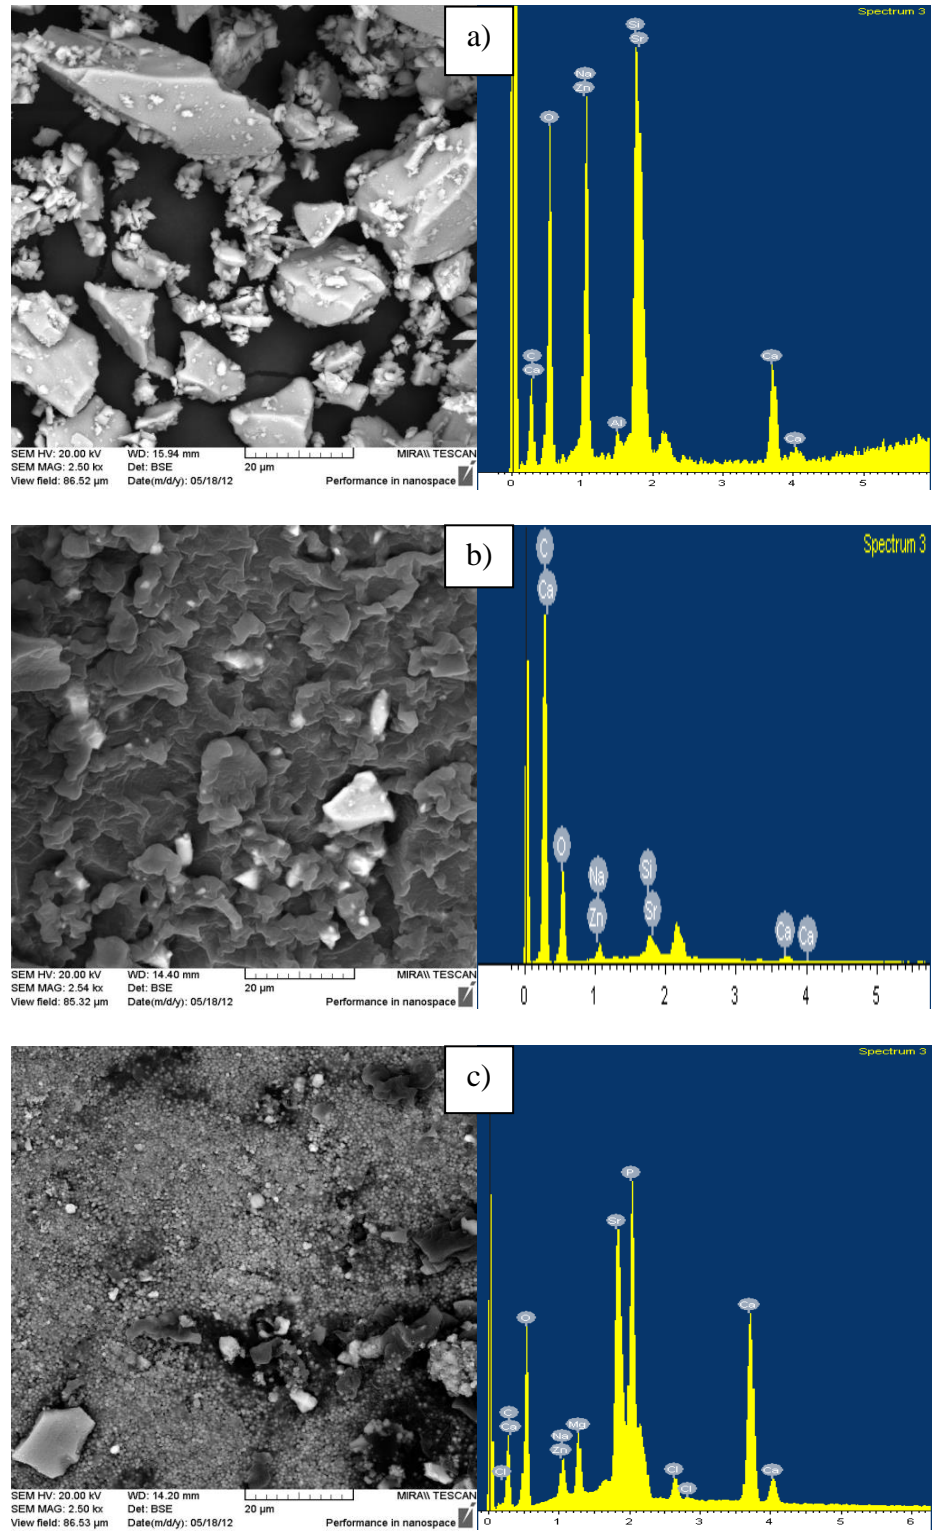 a)
Spectrum 3
Si
Sr
Na
Zn
O
C
Ca
Al
Ca
Ca
0 1 2 3 4 5
SEM HV: 20.00 kV WD: 15.94 mm MIRA\\ TESCAN
SEM MAG: 2.50 kx Det: BSE 20 µm
View field: 86.52 µm Date(m/d/y): 05/18/12 Performance in nanospace
b)
Spectrum 3
C
Ca
O
Na
Zn
Si
Sr
Ca
Ca
0 1 2 3 4 5
SEM HV: 20.00 kV WD: 14.40 mm MIRA\\ TESCAN
SEM MAG: 2.54 kx Det: BSE 20 µm
View field: 85.32 µm Date(m/d/y): 05/18/12 Performance in nanospace
c)
Spectrum 3
P
Sr
Ca
O
C
Ca
Cl
Na
Zn
Mg
Cl
Cl
Ca
0 1 2 3 4 5 6
SEM HV: 20.00 kV WD: 14.20 mm MIRA\\ TESCAN
SEM MAG: 2.50 kx Det: BSE 20 µm
View field: 86.53 µm Date(m/d/y): 05/18/12 Performance in nanospace